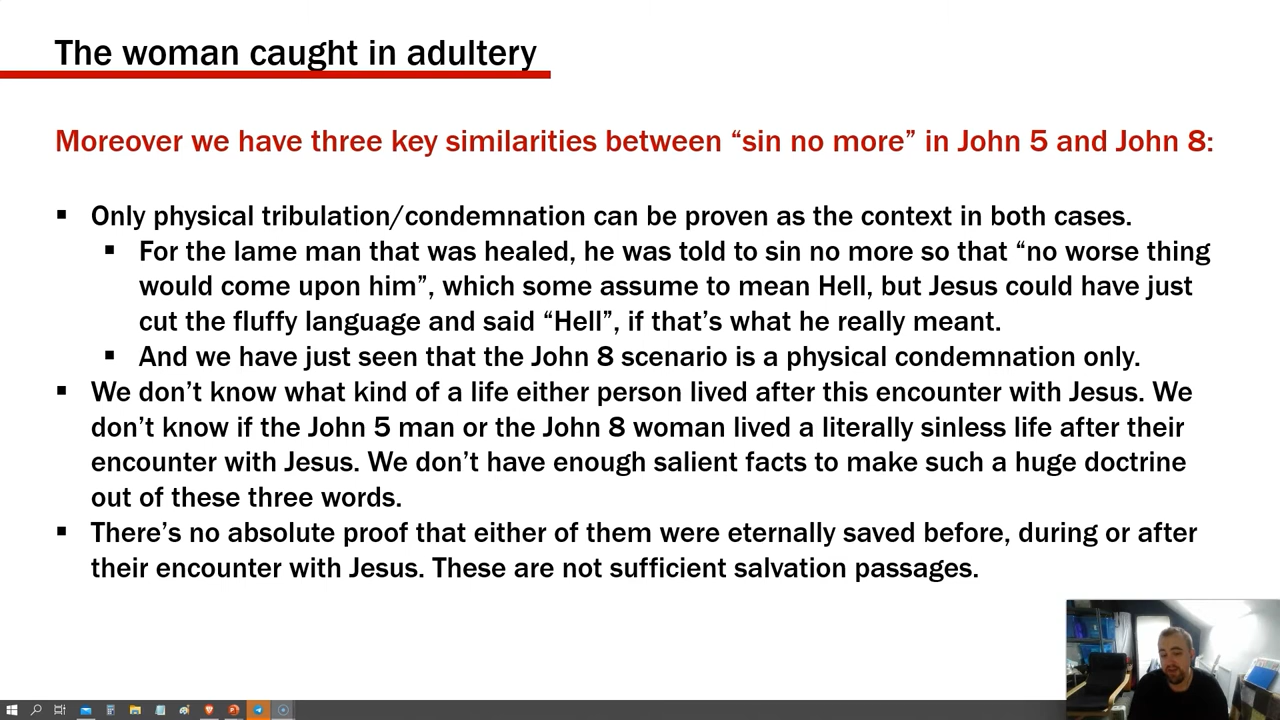 The woman caught in adultery
Moreover we have three key similarities between “sin no more” in John 5 and John 8:
▪ Only physical tribulation/condemnation can be proven as the context in both cases.
▪ For the lame man that was healed, he was told to sin no more so that “no worse thing
would come upon him”, which some assume to mean Hell, but Jesus could have just
cut the fluffy language and said “Hell”, if that’s what he really meant.
▪ And we have just seen that the John 8 scenario is a physical condemnation only.
▪ We don’t know what kind of a life either person lived after this encounter with Jesus. We
don’t know if the John 5 man or the John 8 woman lived a literally sinless life after their
encounter with Jesus. We don’t have enough salient facts to make such a huge doctrine
out of these three words.
▪ There’s no absolute proof that either of them were eternally saved before, during or after
their encounter with Jesus. These are not sufficient salvation passages.